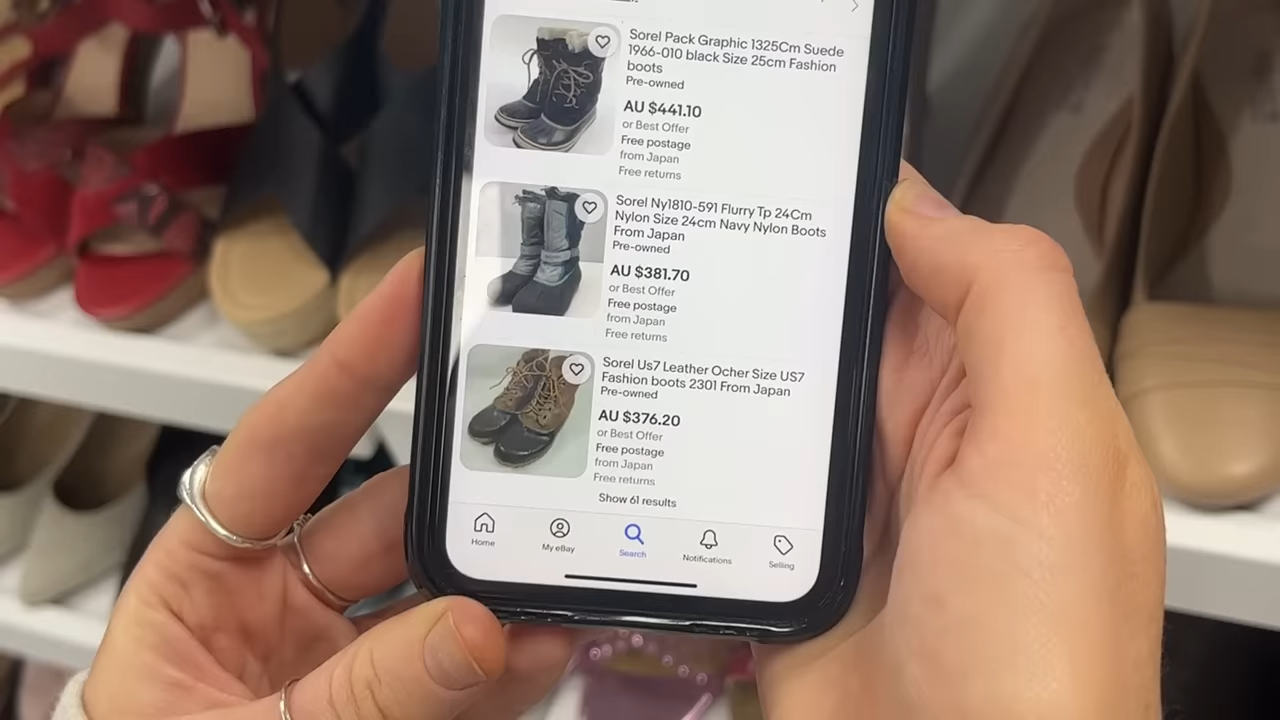 Sorel Pack Graphic 1325Cm Suede
1966-010 black Size 25cm Fashion
boots
Pre-owned
AU $441.10
or Best Offer
Free postage
from Japan
Free returns
Sorel Ny1810-591 Flurry Tp 24Cm
Nylon Size 24cm Navy Nylon Boots
From Japan
Pre-owned
AU $381.70
or Best Offer
Free postage
from Japan
Free returns
Sorel Us7 Leather Ocher Size US7
Fashion boots 2301 From Japan
Pre-owned
AU $376.20
or Best Offer
Free postage
from Japan
Free returns
Show 61 results
Home
My eBay
Search
Notifications
Selling